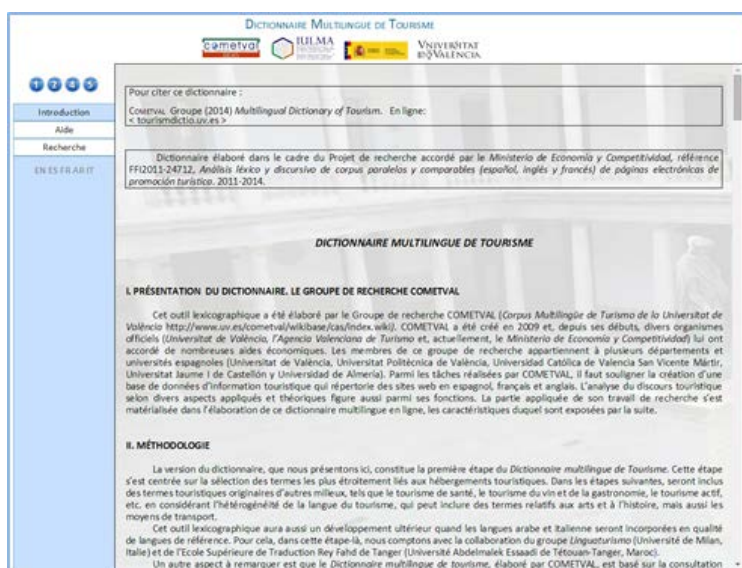 DICTIONNAIRE MULTILINGUE DE TOURISME
cometval
IULMA
VNIVERSITAT
ID VALÈNCIA
Introduction
Aide
Recherche
EN ES FR AR IT
Pour citer ce dictionnaire :
COMETVAL Groupe (2014) Multilingual Dictionary of Tourism. En ligne:
< tourismdictio.uv.es >
Dictionnaire élaboré dans le cadre du Projet de recherche accordé par le Ministerio de Economía y Competitividad, référence
FFI2011-24712, Análisis léxico y discursivo de corpus paralelos y comparables (español, inglés y francés) de páginas electrónicas de
promoción turística. 2011-2014.
DICTIONNAIRE MULTILINGUE DE TOURISME
I. PRÉSENTATION DU DICTIONNAIRE. LE GROUPE DE RECHERCHE COMETVAL
Cet outil lexicographique a été élaboré par le Groupe de recherche COMETVAL (Corpus Multilingüe de Turismo de la Universitat de
València http://www.uv.es/cometval/wikibase/cas/index.wiki). COMETVAL a été créé en 2009 et, depuis ses débuts, divers organismes
officiels (Universitat de València, l'Agencia Valenciana de Turismo et, actuellement, le Ministerio de Economía y Competitividad) lui ont
accordé de nombreuses aides économiques. Les membres de ce groupe de recherche appartiennent à plusieurs départements et
universités espagnoles (Universitat de València, Universitat Politècnica de València, Universidad Católica de Valencia San Vicente Mártir,
Universitat Jaume I de Castellón y Universidad de Almería). Parmi les tâches réalisées par COMETVAL, il faut souligner la création d'une
base de données d'information touristique qui répertorie des sites web en espagnol, français et anglais. L'analyse du discours touristique
selon divers aspects appliqués et théoriques figure aussi parmi ses fonctions. La partie appliquée de son travail de recherche s'est
matérialisée dans l'élaboration de ce dictionnaire multilingue en ligne, les caractéristiques duquel sont exposées par la suite.
II. MÉTHODOLOGIE
La version du dictionnaire, que nous présentons ici, constitue la première étape du Dictionnaire multilingue de Tourisme. Cette étape
s'est centrée sur la sélection des termes les plus étroitement liés aux hébergements touristiques. Dans les étapes suivantes, seront inclus
des termes touristiques originaires d'autres milieux, tels que le tourisme de santé, le tourisme du vin et de la gastronomie, le tourisme actif,
etc. en considérant l'hétérogénéité de la langue du tourisme, qui peut inclure des termes relatifs aux arts et à l'histoire, mais aussi les
moyens de transport.
Cet outil lexicographique aura aussi un développement ultérieur quand les langues arabe et italienne seront incorporées en qualité
de langues de référence. Pour cela, dans cette étape-là, nous comptons avec la collaboration du groupe Linguaturismo (Université de Milan,
Italie) et de l'Ecole Supérieure de Traduction Rey Fahd de Tanger (Université Abdelmalek Essaadi de Tétouan-Tanger, Maroc).
Un autre aspect à remarquer est que le Dictionnaire multilingue de tourisme, élaboré par COMETVAL, est basé sur la consultation